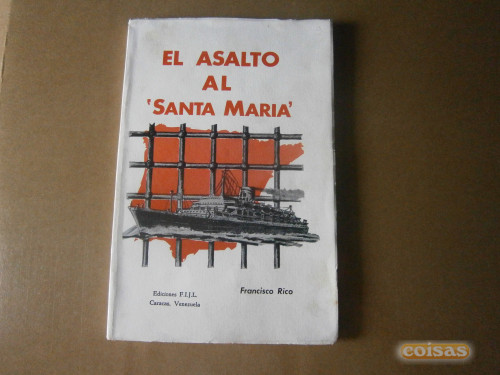 EL ASALTO
AL
'SANTA MARIA'
Francisco Rico
Ediciones F.I.J.L.
Caracas, Venezuela
coisas